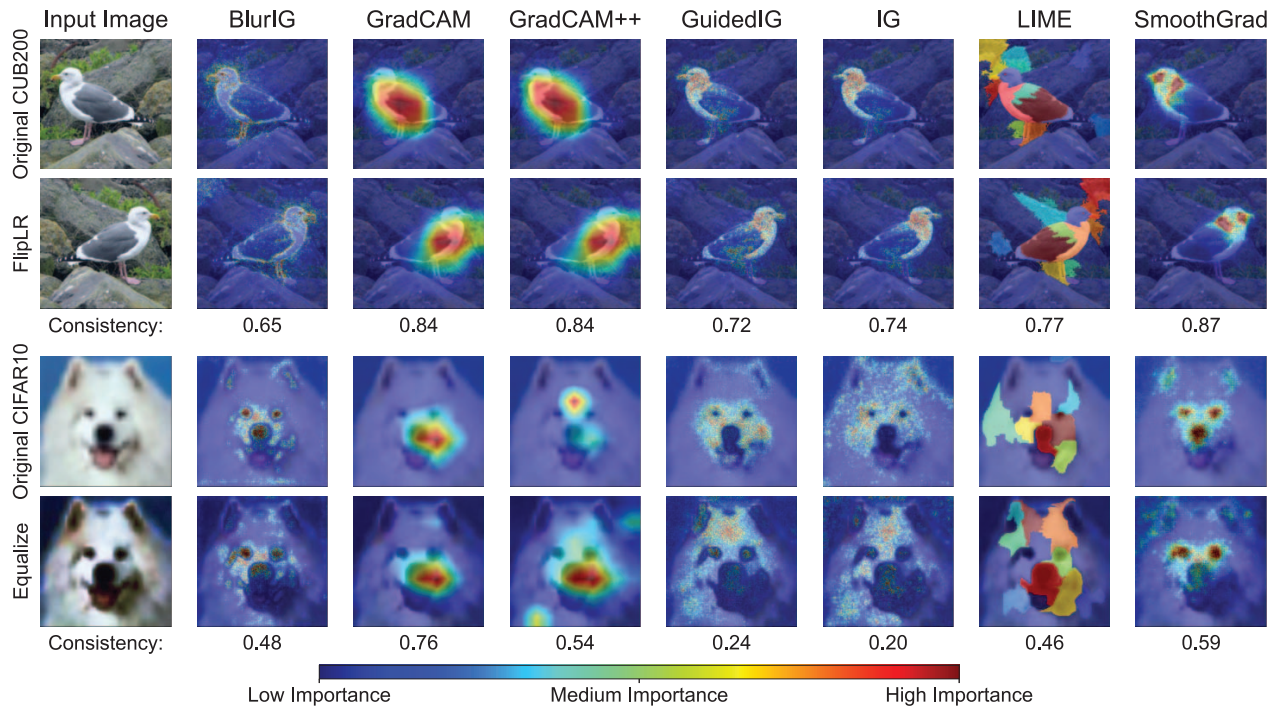 Input Image BlurIG GradCAM GradCAM++ GuidedIG IG LIME SmoothGrad
Original CUB200
FlipLR
Consistency: 0.65 0.84 0.84 0.72 0.74 0.77 0.87
Original CIFAR10
Equalize
Consistency: 0.48 0.76 0.54 0.24 0.20 0.46 0.59
Low Importance Medium Importance High Importance